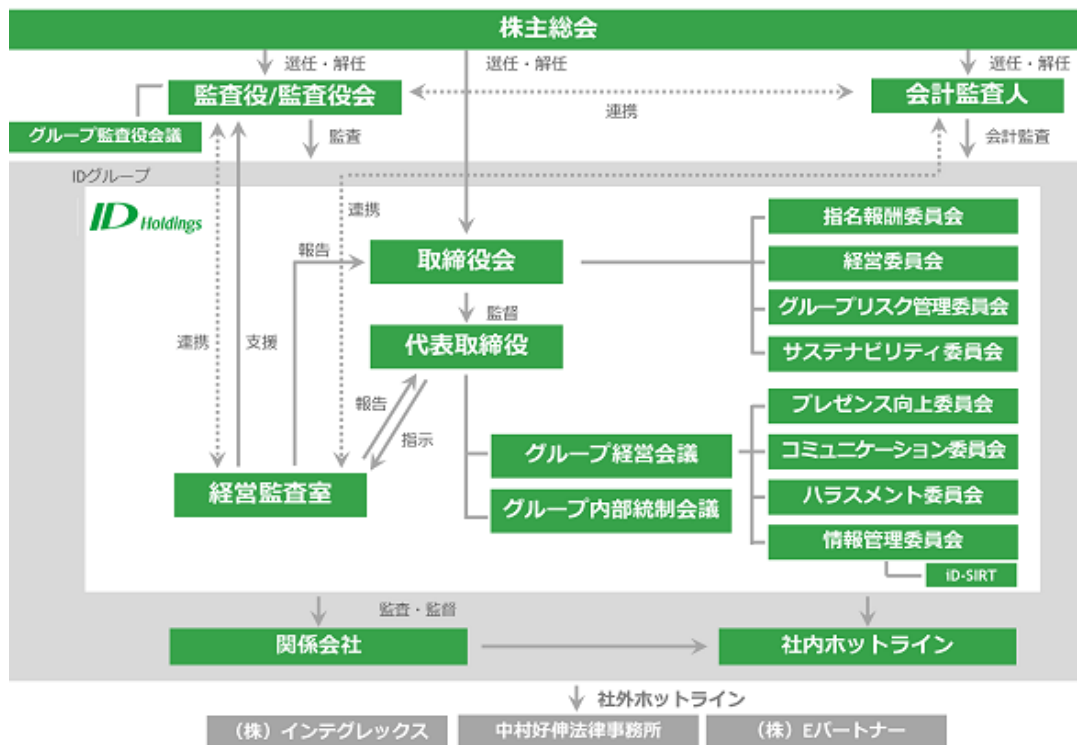 株主総会
選任・解任
選任・解任
選任・解任
監査役/監査役会
連携
会計監査人
グループ監査役会議
監査
会計監査
IDグループ
ID Holdings
連携
報告
取締役会
指名報酬委員会
経営委員会
グループリスク管理委員会
サステナビリティ委員会
監督
代表取締役
連携
支援
報告
指示
グループ経営会議
グループ内部統制会議
プレゼンス向上委員会
コミュニケーション委員会
ハラスメント委員会
情報管理委員会
iD-SIRT
経営監査室
監査・監督
関係会社
社内ホットライン
社外ホットライン
（株）インテグレックス
中村好伸法律事務所
（株）Eパートナー